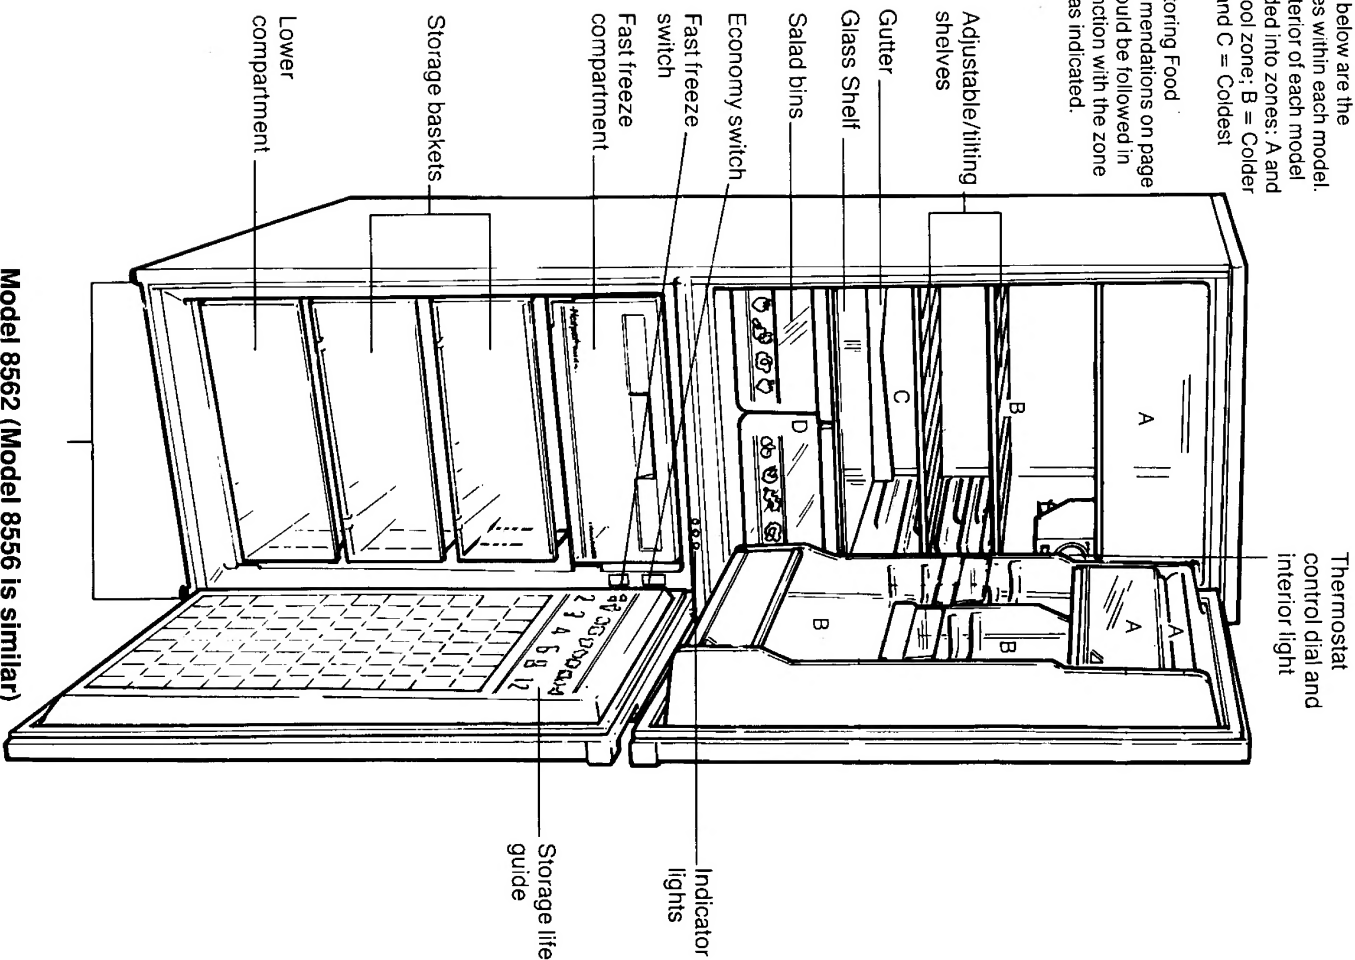 below are the
es within each model.
terior of each model
ded into zones: A and
ool zone; B = Colder
and C = Coldest
toring Food
mendations on page
ould be followed in
nction with the zone
as indicated.
Thermostat
control dial and
interior light
Adjustable/tilting
shelves
Gutter
Glass Shelf
Salad bins
Economy switch
Fast freeze
switch
Fast freeze
compartment
Storage baskets
Lower
compartment
Indicator
lights
Storage life
guide
A
B
C
D
A
A
B
B
2 3 4 6 8 12
Model 8562 (Model 8556 is similar)